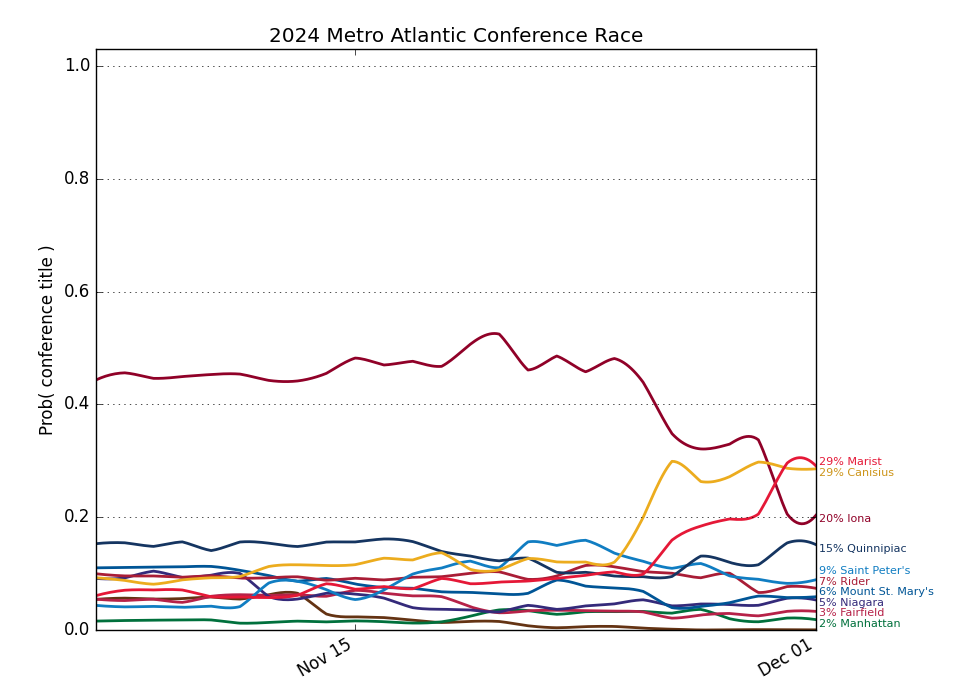 2024 Metro Atlantic Conference Race
Prob( conference title )
1.0
0.8
0.6
0.4
0.2
0.0
Nov 15
Dec 01
29% Marist
29% Canisius
20% Iona
15% Quinnipiac
9% Saint Peter's
7% Rider
6% Mount St. Mary's
5% Niagara
3% Fairfield
2% Manhattan